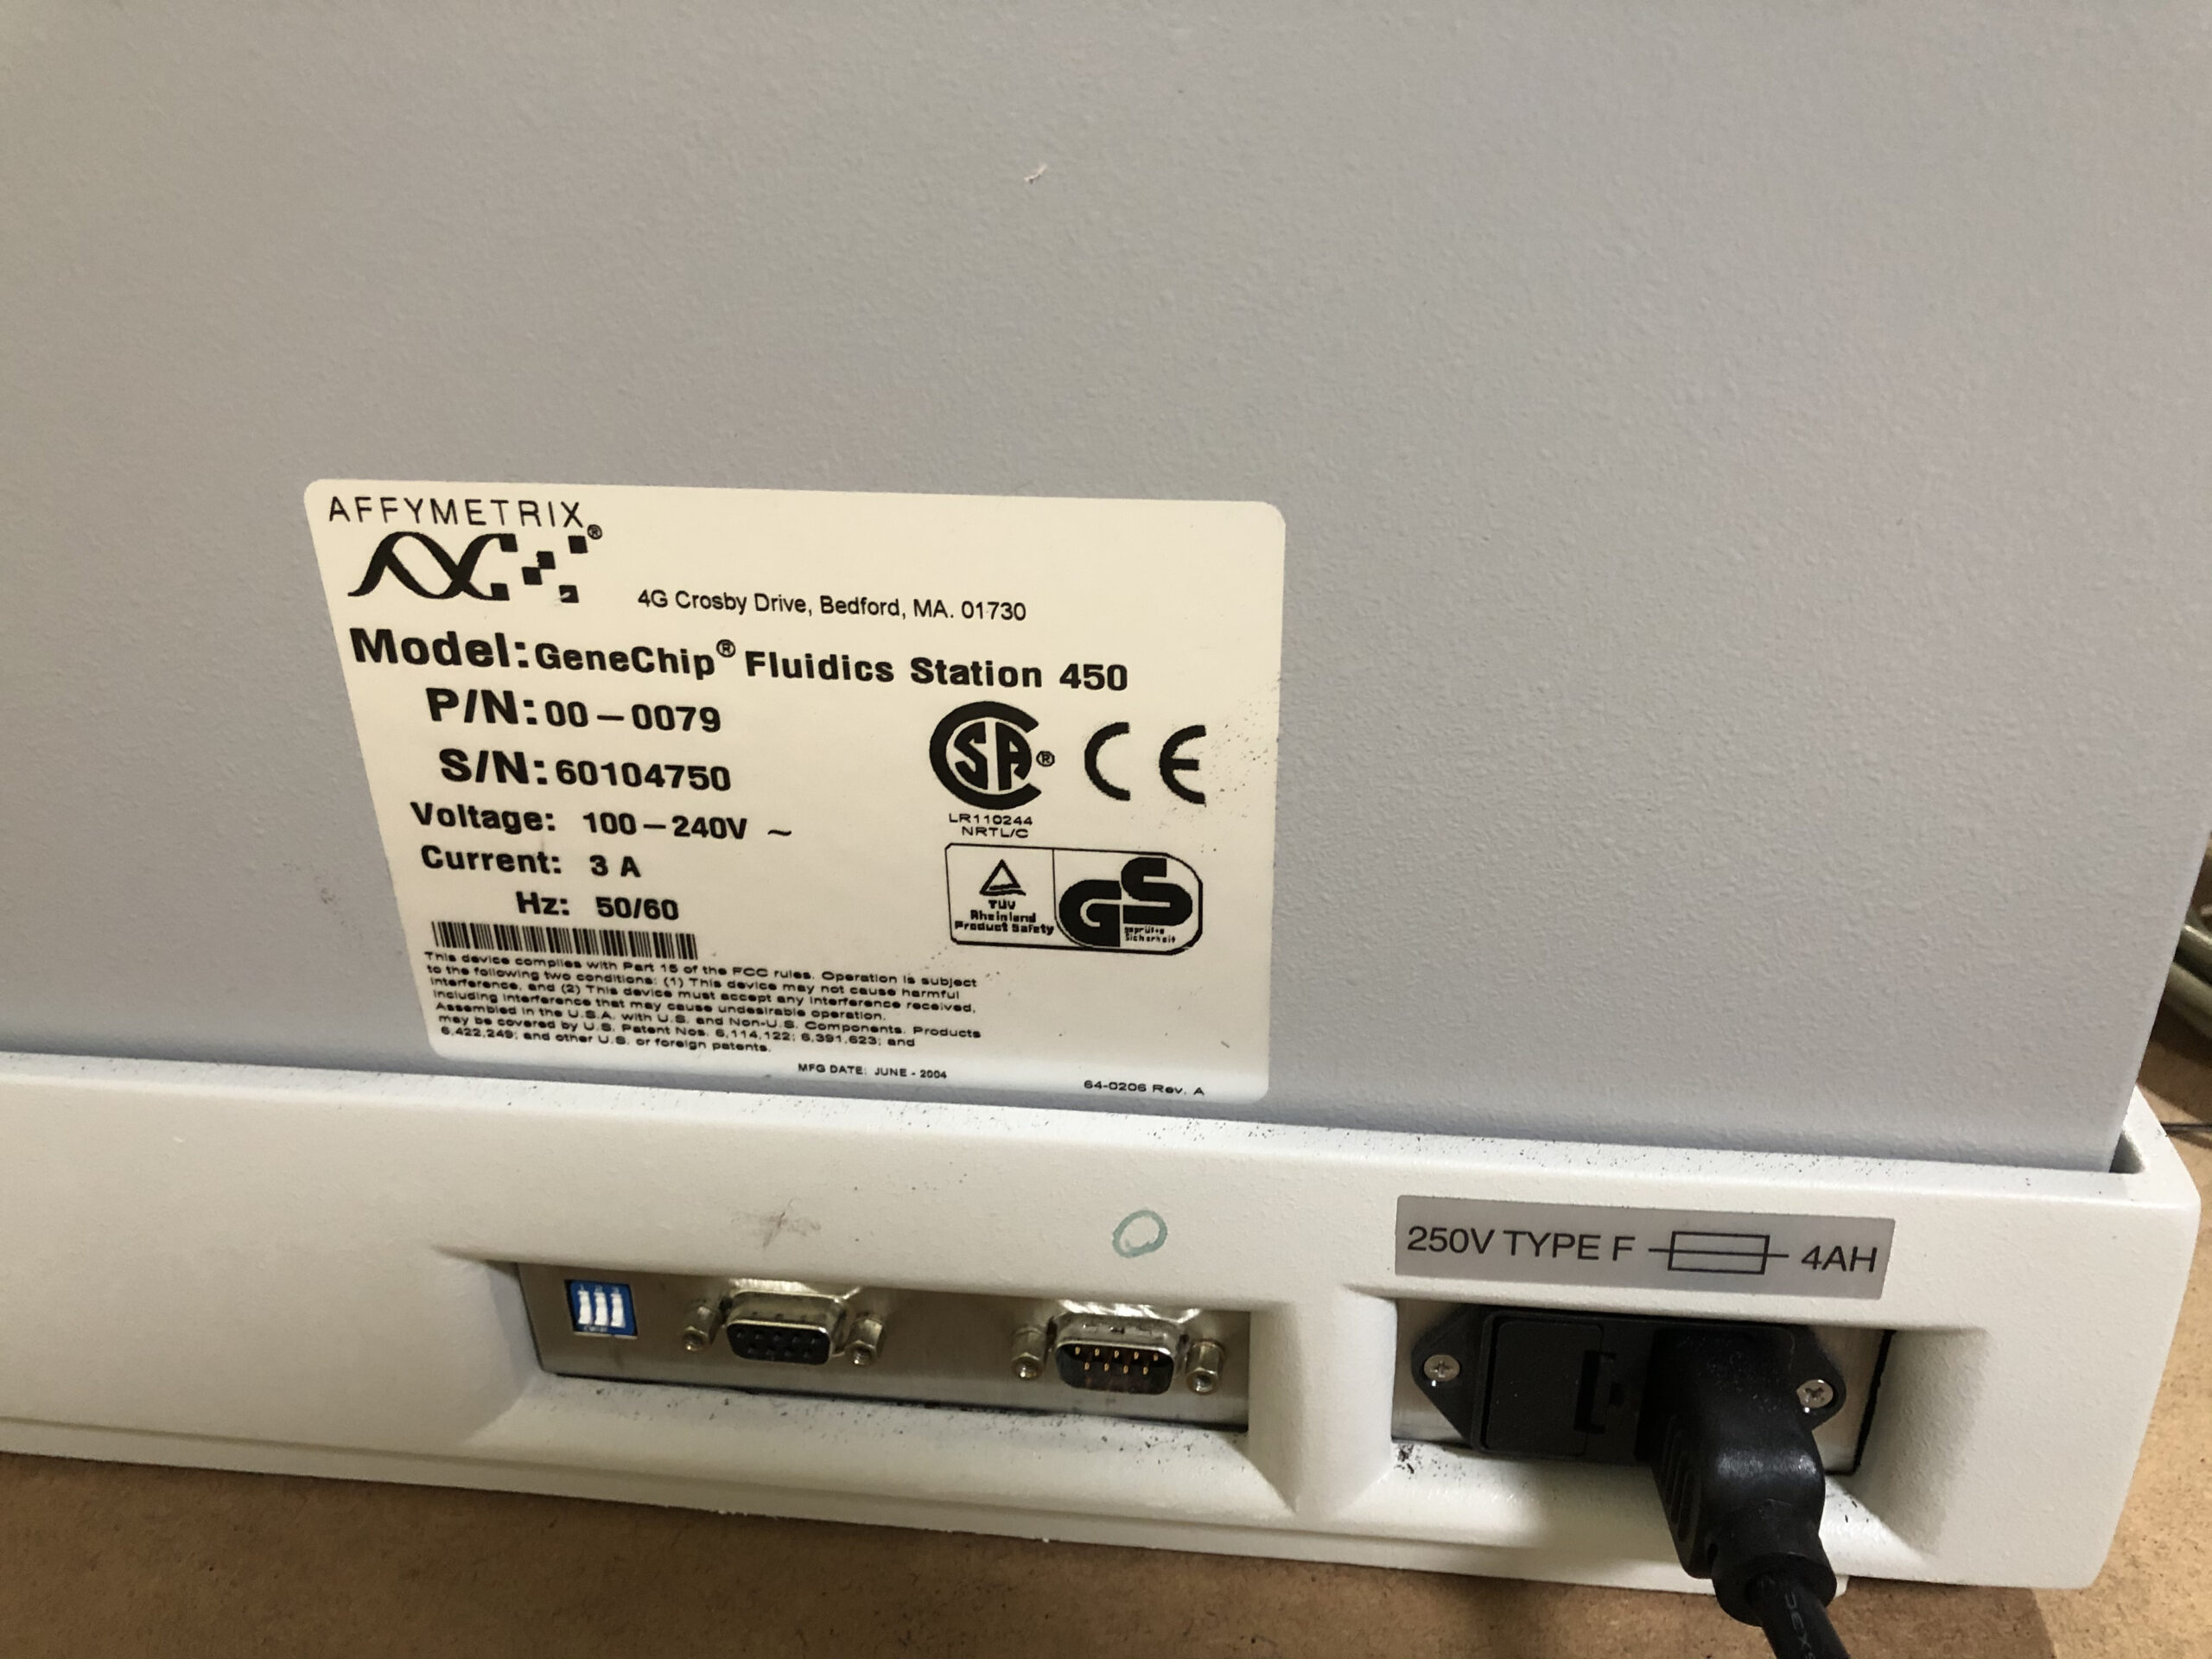 AFFYMETRIX®
4G Crosby Drive, Bedford, MA. 01730
Model: GeneChip® Fluidics Station 450
P/N: 00-0079
S/N: 60104750
Voltage: 100-240V ~
Current: 3 A
Hz: 50/60
SA®
CE
LR110244
NRTL/C
TUV
Rheinland
Product Safety
GS
geprüfte
Sicherheit
This device complies with Part 15 of the FCC rules. Operation is subject
to the following two conditions: (1) This device may not cause harmful
interference, and (2) This device must accept any interference received,
including interference that may cause undesirable operation.
Assembled in the U.S.A. with U.S. and Non-U.S. Components. Products
may be covered by U.S. Patent Nos. 6,114,122; 6,391,623; and
6,422,249; and other U.S. or foreign patents.
MFG DATE: JUNE - 2004
64-0206 Rev. A
250V TYPE F 4AH